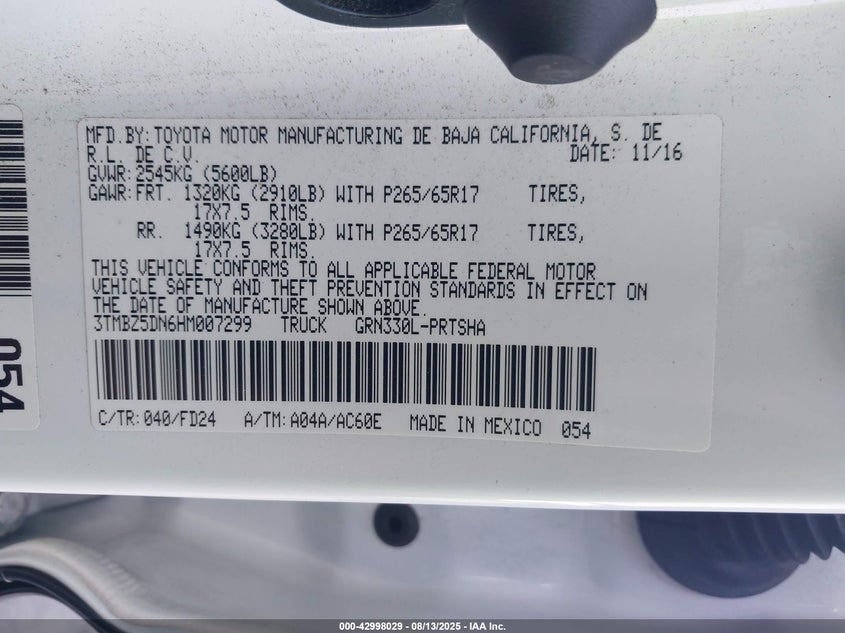 MFD.BY:TOYOTA MOTOR MANUFACTURING DE BAJA CALIFORNIA, S. DE
R.L. DE C.V. DATE: 11/16
GVWR:2545KG (5600LB)
GAWR:FRT. 1320KG (2910LB) WITH P265/65R17 TIRES,
17X7.5 RIMS.
RR. 1490KG (3280LB) WITH P265/65R17 TIRES,
17X7.5 RIMS.
THIS VEHICLE CONFORMS TO ALL APPLICABLE FEDERAL MOTOR
VEHICLE SAFETY AND THEFT PREVENTION STANDARDS IN EFFECT ON
THE DATE OF MANUFACTURE SHOWN ABOVE.
3TMBZ5DN6HM007299 TRUCK GRN330L-PRTSHA
C/TR:040/FD24 A/TM:A04A/AC60E MADE IN MEXICO 054
054
000-42998029 - 08/13/2025 - IAA Inc.